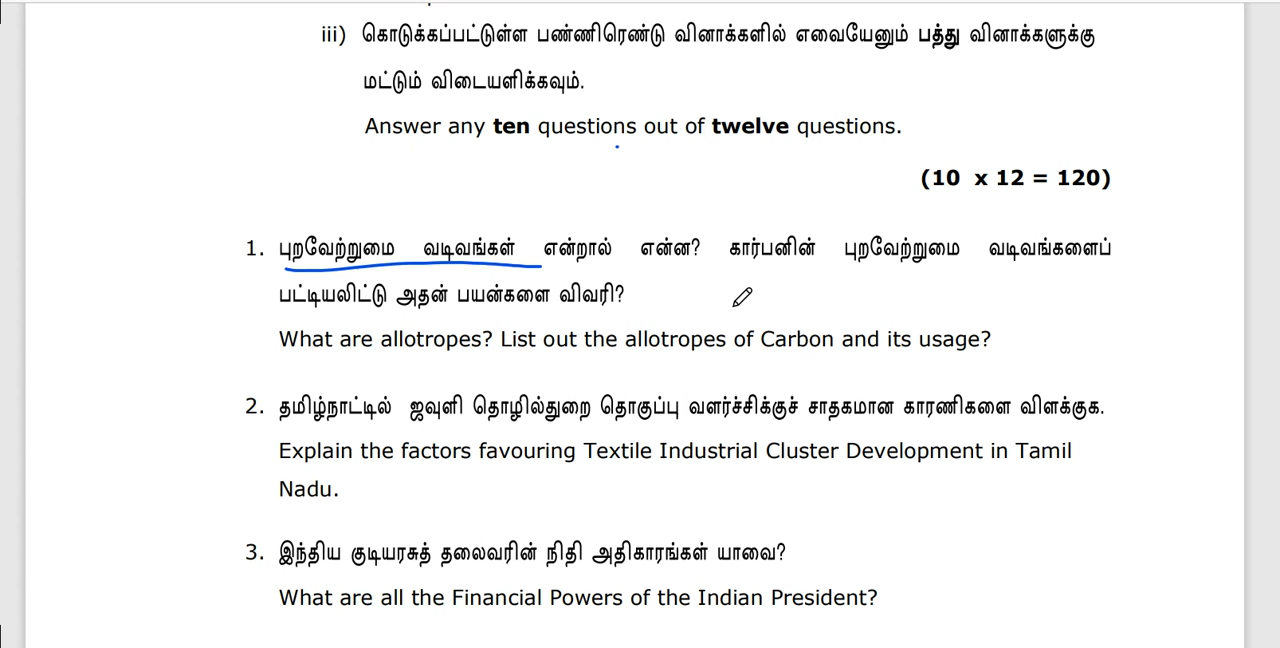 iii) கொடுக்கப்பட்டுள்ள பண்ணிரெண்டு வினாக்களில் எவையேனும் பத்து வினாக்களுக்கு
மட்டும் விடையளிக்கவும்.
Answer any ten questions out of twelve questions.
(10 x 12 = 120)
1. புறவேற்றுமை வடிவங்கள் என்றால் என்ன? கார்பனின் புறவேற்றுமை வடிவங்களைப்
பட்டியலிட்டு அதன் பயன்களை விவரி?
What are allotropes? List out the allotropes of Carbon and its usage?
2. தமிழ்நாட்டில் ஜவுளி தொழில்துறை தொகுப்பு வளர்ச்சிக்குச் சாதகமான காரணிகளை விளக்குக.
Explain the factors favouring Textile Industrial Cluster Development in Tamil
Nadu.
3. இந்திய குடியரசுத் தலைவரின் நிதி அதிகாரங்கள் யாவை?
What are all the Financial Powers of the Indian President?